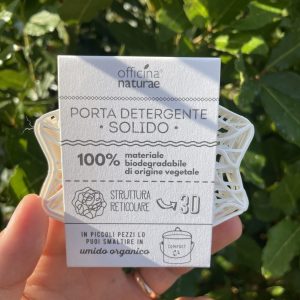 officina
naturae
PORTA DETERGENTE
• SOLIDO •
100% materiale
biodegradabile
di origine vegetale
STRUTTURA
RETICOLARE
3D
IN PICCOLI PEZZI LO
PUOI SMALTIRE IN
umido organico
COMPOST